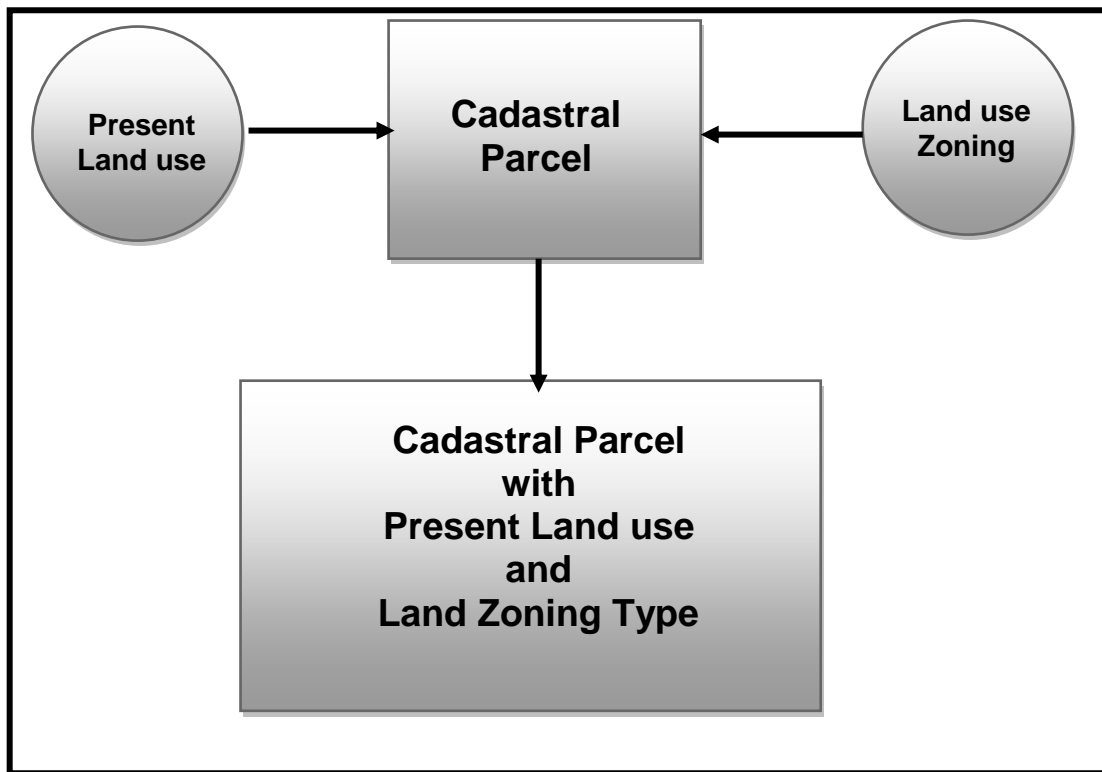 Present
Land use
Cadastral
Parcel
Land use
Zoning
Cadastral Parcel
with
Present Land use
and
Land Zoning Type